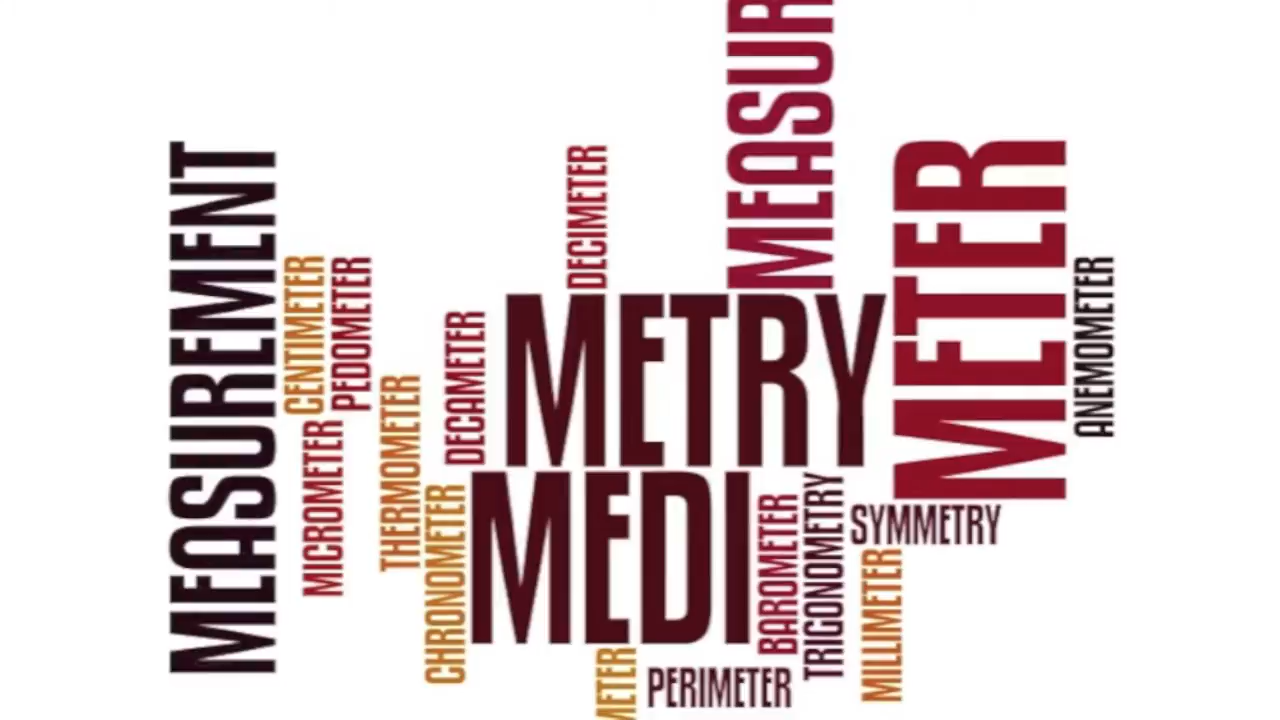 MEASUREMENT
CENTIMETER
PEDOMETER
MICROMETER
THERMOMETER
CHRONOMETER
DECAMETER
DECIMETER
METRY
MEDI
MEASUR
METER
ANEMOMETER
SYMMETRY
BAROMETER
TRIGONOMETRY
MILLIMETER
PERIMETER
METER